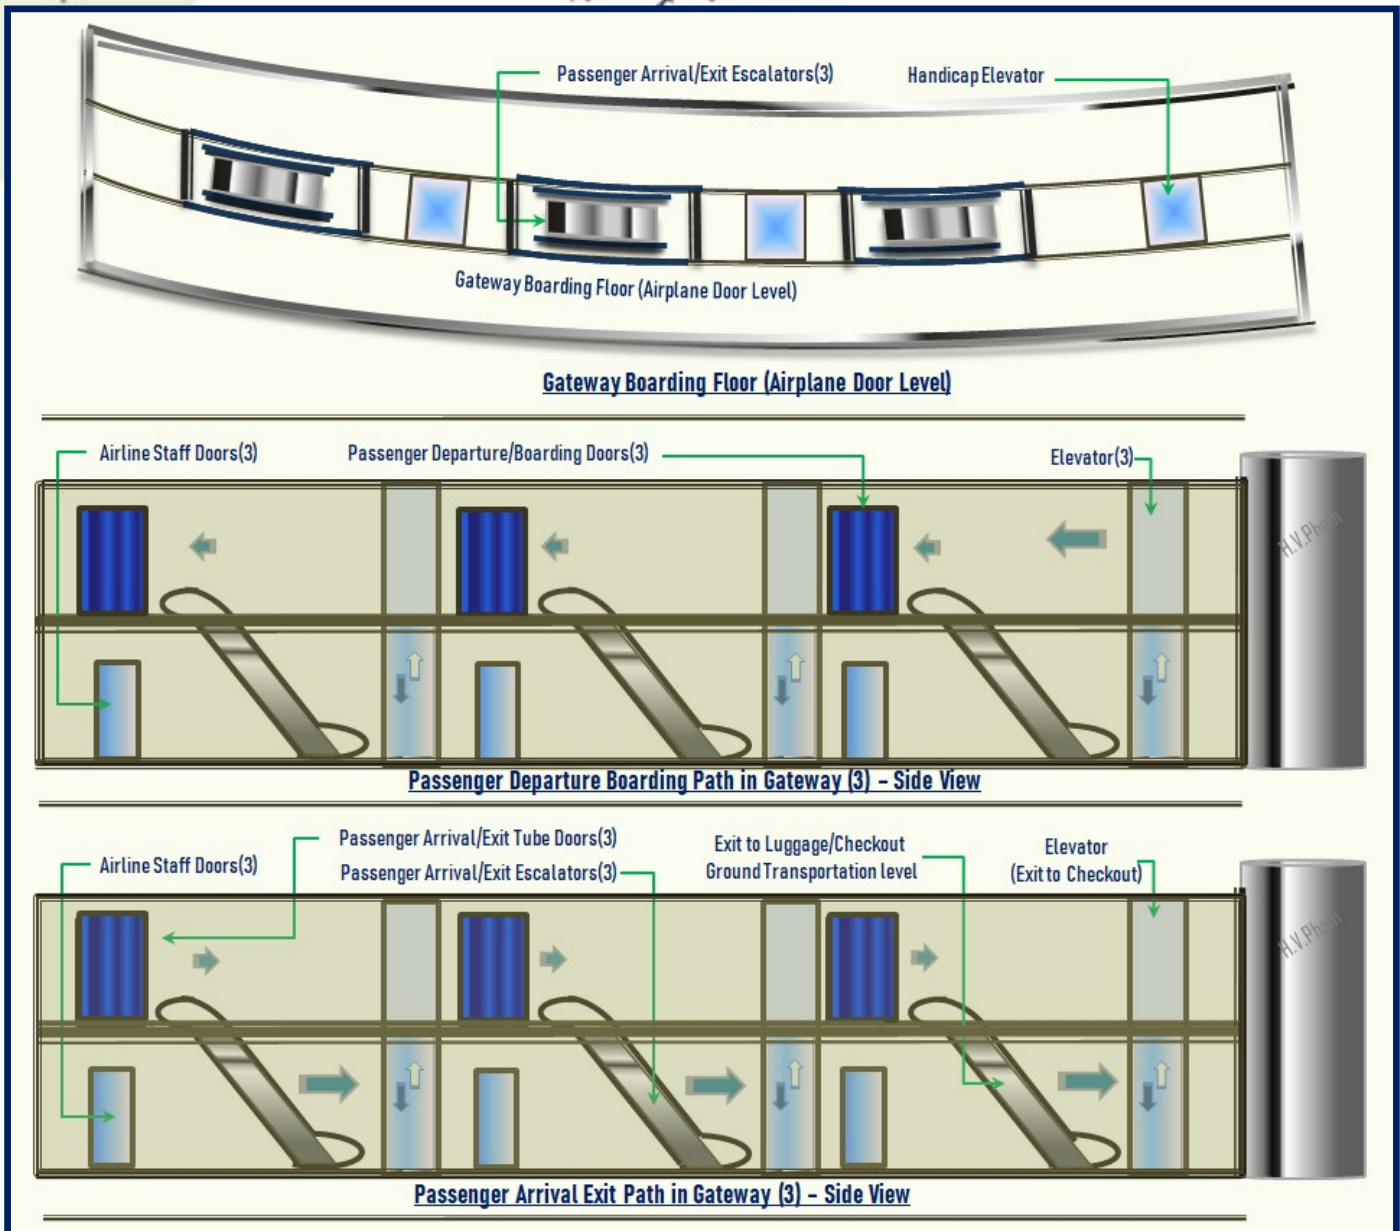 Passenger Arrival/Exit Escalators(3)
Handicap Elevator
Gateway Boarding Floor (Airplane Door Level)
Gateway Boarding Floor (Airplane Door Level)
Airline Staff Doors(3)
Passenger Departure/Boarding Doors(3)
Elevator(3)
H.V.Pham
Passenger Departure Boarding Path in Gateway (3) – Side View
Airline Staff Doors(3)
Passenger Arrival/Exit Tube Doors(3)
Passenger Arrival/Exit Escalators(3)
Exit to Luggage/Checkout
Ground Transportation level
Elevator
(Exit to Checkout)
H.V.Pham
Passenger Arrival Exit Path in Gateway (3) – Side View